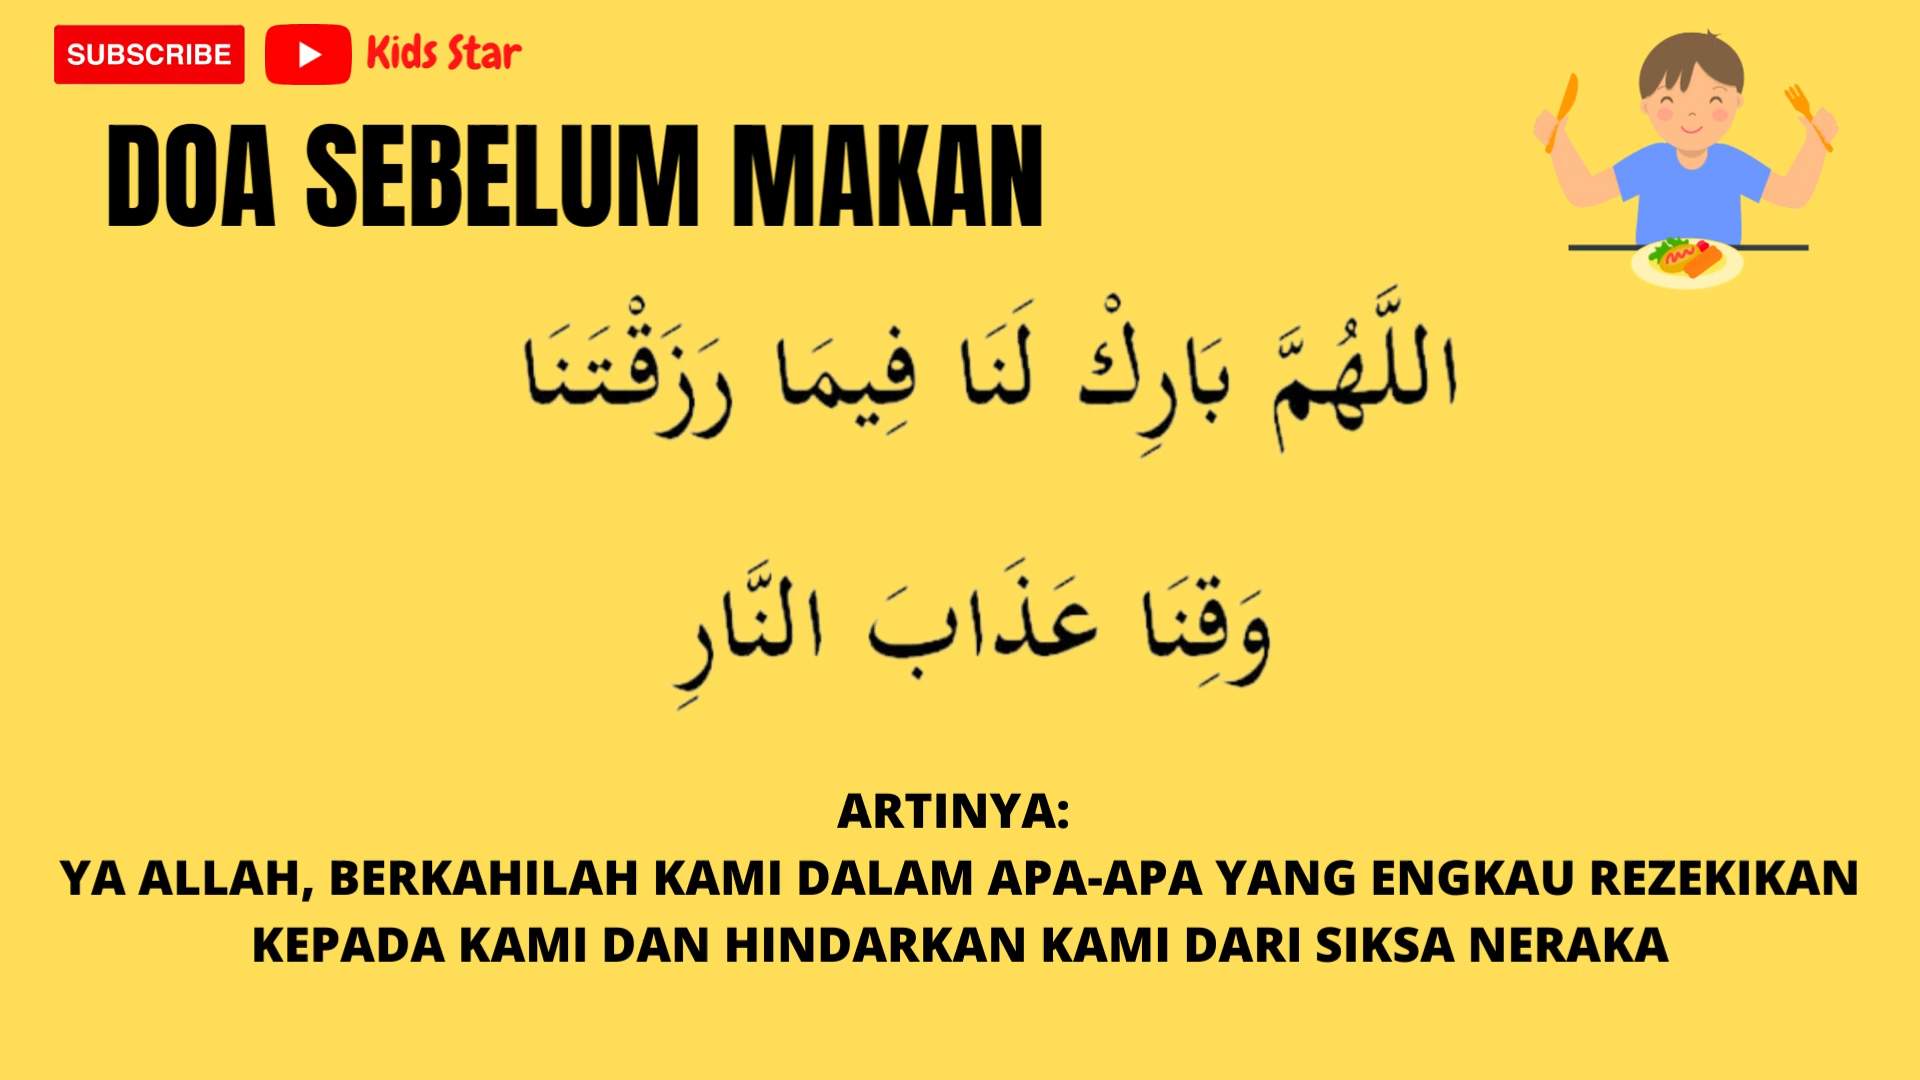 SUBSCRIBE Kids Star
DOA SEBELUM MAKAN
اللَّهُمَّ بَارِكْ لَنَا فِيمَا رَزَقْتَنَا
وَقِنَا عَذَابَ النَّارِ
ARTINYA:
YA ALLAH, BERKAHILAH KAMI DALAM APA-APA YANG ENGKAU REZEKIKAN
KEPADA KAMI DAN HINDARKAN KAMI DARI SIKSA NERAKA